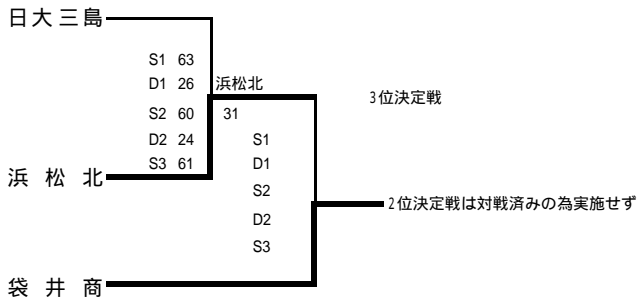 日大三島
S1 63
D1 26
S2 60
D2 24
S3 61
浜松北
31
3位決定戦
S1
D1
S2
D2
S3
浜松北
2位決定戦は対戦済みの為実施せず
袋井商